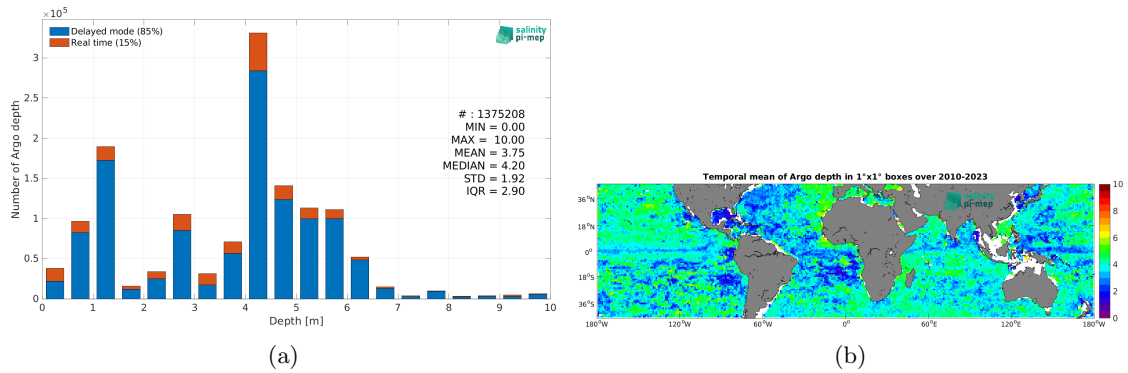 ×10⁵
Delayed mode (85%)
Real time (15%)
salinity
pi-mep
3
2.5
2
1.5
1
0.5
0
Number of Argo depth
# : 1375208
MIN = 0.00
MAX = 10.00
MEAN = 3.75
MEDIAN = 4.20
STD = 1.92
IQR = 2.90
0 1 2 3 4 5 6 7 8 9 10
Depth [m]
(a)
Temporal mean of Argo depth in 1°x1° boxes over 2010-2023
salinity
pi-mep
36°N
18°N
0°
18°S
36°S
180°W 120°W 60°W 0° 60°E 120°E 180°W
10
8
6
4
2
0
(b)